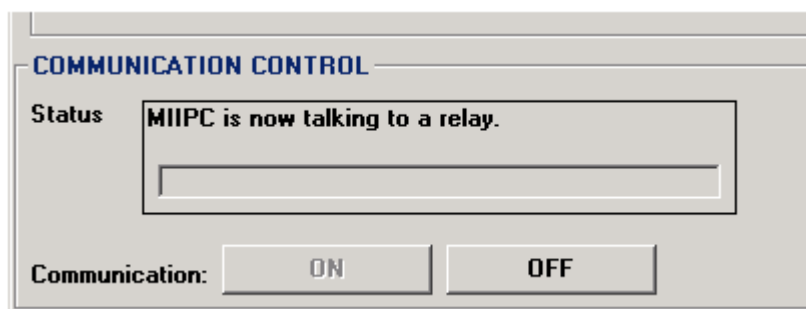 COMMUNICATION CONTROL
Status MIIPC is now talking to a relay.
Communication: ON OFF